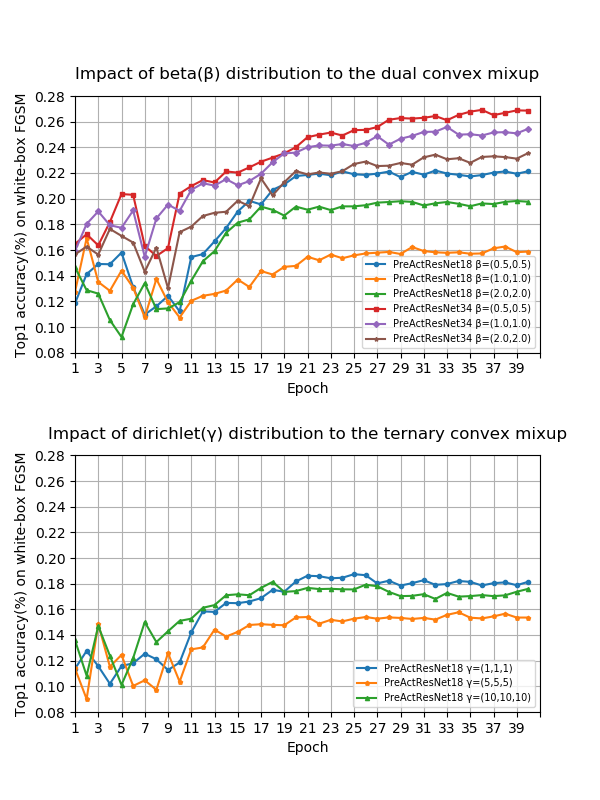 Impact of beta(β) distribution to the dual convex mixup
Top1 accuracy(%) on white-box FGSM
0.28
0.26
0.24
0.22
0.20
0.18
0.16
0.14
0.12
0.10
0.08
PreActResNet18 β=(0.5,0.5)
PreActResNet18 β=(1.0,1.0)
PreActResNet18 β=(2.0,2.0)
PreActResNet34 β=(0.5,0.5)
PreActResNet34 β=(1.0,1.0)
PreActResNet34 β=(2.0,2.0)
1 3 5 7 9 11 13 15 17 19 21 23 25 27 29 31 33 35 37 39
Epoch
Impact of dirichlet(γ) distribution to the ternary convex mixup
Top1 accuracy(%) on white-box FGSM
0.28
0.26
0.24
0.22
0.20
0.18
0.16
0.14
0.12
0.10
0.08
PreActResNet18 γ=(1,1,1)
PreActResNet18 γ=(5,5,5)
PreActResNet18 γ=(10,10,10)
1 3 5 7 9 11 13 15 17 19 21 23 25 27 29 31 33 35 37 39
Epoch